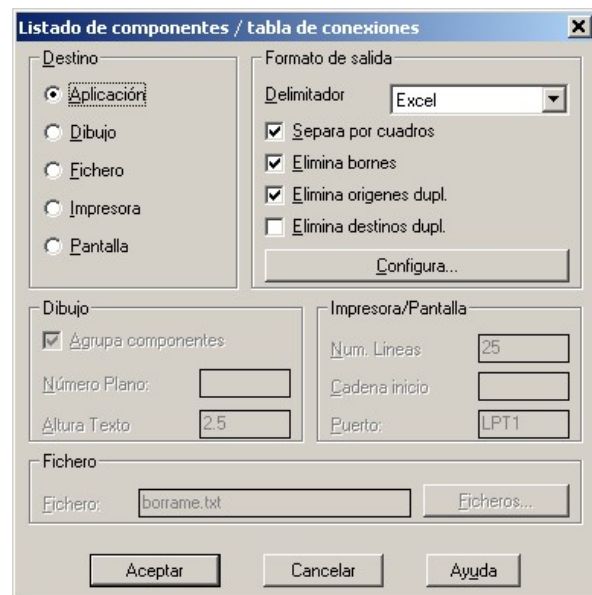 Listado de componentes / tabla de conexiones
Destino
Aplicación
Dibujo
Fichero
Impresora
Pantalla
Formato de salida
Delimitador Excel
Separa por cuadros
Elimina bornes
Elimina origenes dupl.
Elimina destinos dupl.
Configura...
Dibujo
Agrupa componentes
Número Plano:
Altura Texto 2.5
Impresora/Pantalla
Num. Lineas 25
Cadena inicio
Puerto: LPT1
Fichero
Fichero: borrame.txt Ficheros...
Aceptar Cancelar Ayuda